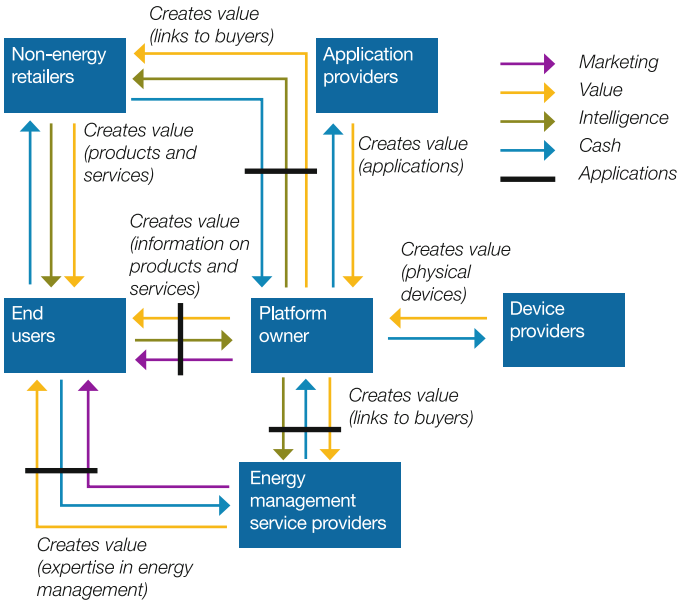 Creates value
(links to buyers)
Non-energy
retailers
Application
providers
Marketing
Value
Intelligence
Cash
Applications
Creates value
(products and
services)
Creates value
(applications)
Creates value
(information on
products and
services)
Creates value
(physical
devices)
End
users
Platform
owner
Device
providers
Creates value
(links to buyers)
Energy
management
service providers
Creates value
(expertise in energy
management)